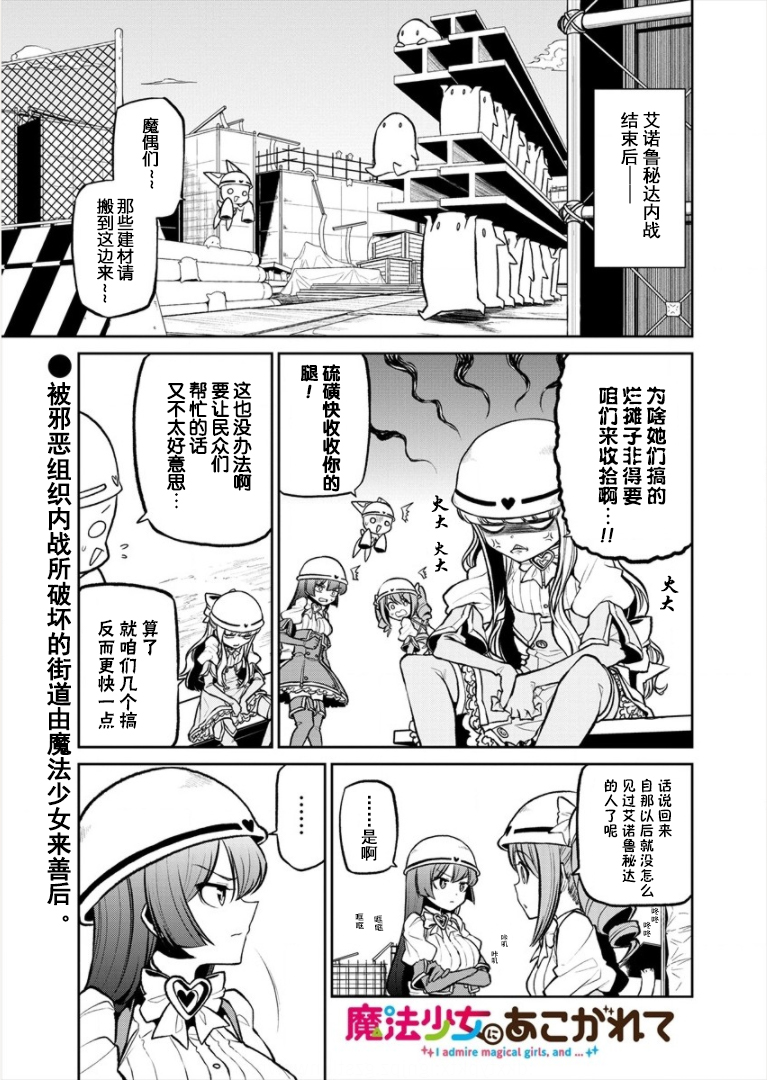 艾诺鲁秘达内战
结束后——
魔偶们~~
那些建材请
搬到这边来~~
●被邪恶组织内战所破坏的街道由魔法少女来善后。
为啥她们搞的
烂摊子非得要
咱们来收拾啊…!!
火大
火大
火大
硫磺快收收你的
腿！
这也没办法啊
要让民众们
帮忙的话
又不太好意思…
算了
就咱们几个搞
反而更快一点
话说回来
自那以后就没怎么
见过艾诺鲁秘达
的人了呢
……是啊
咚咚
咚咚
咔叽
咔叽
哐哐
哐哐
……
魔法少女にあこがれて
I admire magical girls, and ...